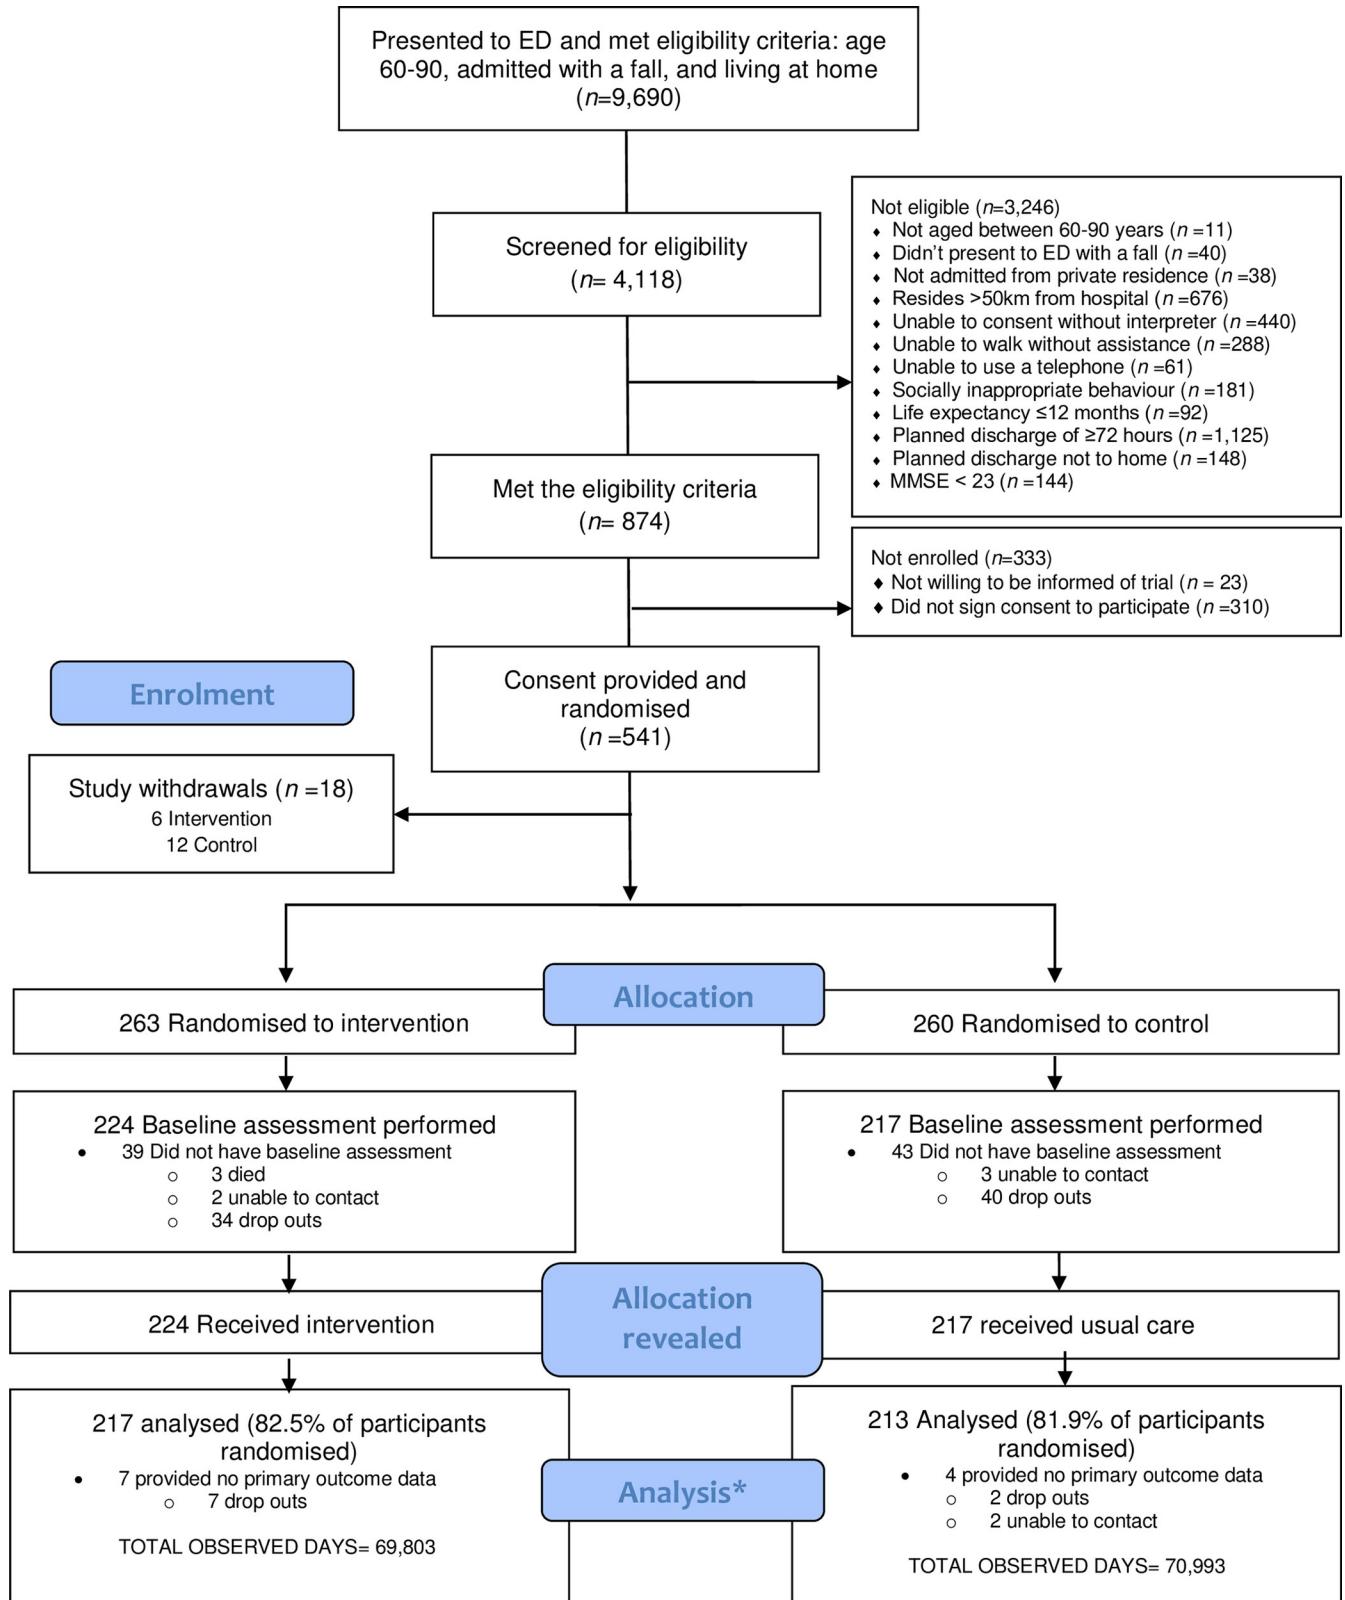 Presented to ED and met eligibility criteria: age
60-90, admitted with a fall, and living at home
(n=9,690)
Screened for eligibility
(n= 4,118)
Not eligible (n=3,246)
♦ Not aged between 60-90 years (n =11)
♦ Didn't present to ED with a fall (n =40)
♦ Not admitted from private residence (n =38)
♦ Resides >50km from hospital (n =676)
♦ Unable to consent without interpreter (n =440)
♦ Unable to walk without assistance (n =288)
♦ Unable to use a telephone (n =61)
♦ Socially inappropriate behaviour (n =181)
♦ Life expectancy ≤12 months (n =92)
♦ Planned discharge of ≥72 hours (n =1,125)
♦ Planned discharge not to home (n =148)
♦ MMSE < 23 (n =144)
Met the eligibility criteria
(n= 874)
Not enrolled (n=333)
♦ Not willing to be informed of trial (n = 23)
♦ Did not sign consent to participate (n =310)
Consent provided and
randomised
(n =541)
Enrolment
Study withdrawals (n =18)
6 Intervention
12 Control
Allocation
263 Randomised to intervention
260 Randomised to control
224 Baseline assessment performed
• 39 Did not have baseline assessment
o 3 died
o 2 unable to contact
o 34 drop outs
217 Baseline assessment performed
• 43 Did not have baseline assessment
o 3 unable to contact
o 40 drop outs
Allocation
revealed
224 Received intervention
217 received usual care
217 analysed (82.5% of participants
randomised)
• 7 provided no primary outcome data
o 7 drop outs
TOTAL OBSERVED DAYS= 69,803
Analysis*
213 Analysed (81.9% of participants
randomised)
• 4 provided no primary outcome data
o 2 drop outs
o 2 unable to contact
TOTAL OBSERVED DAYS= 70,993